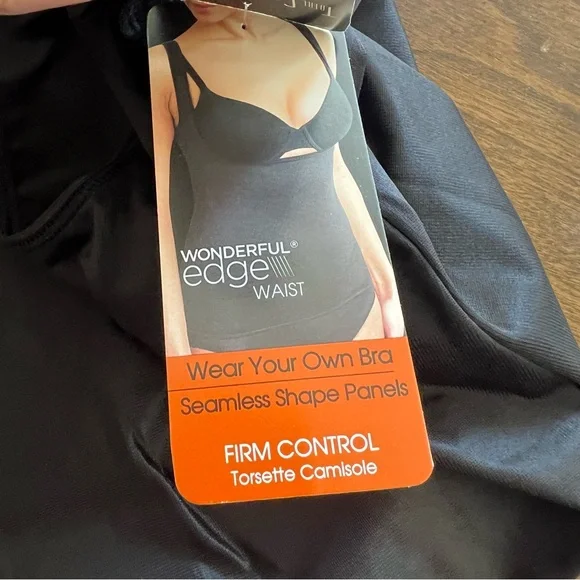 WONDERFUL®
edge
WAIST
Wear Your Own Bra
Seamless Shape Panels
FIRM CONTROL
Torsette Camisole